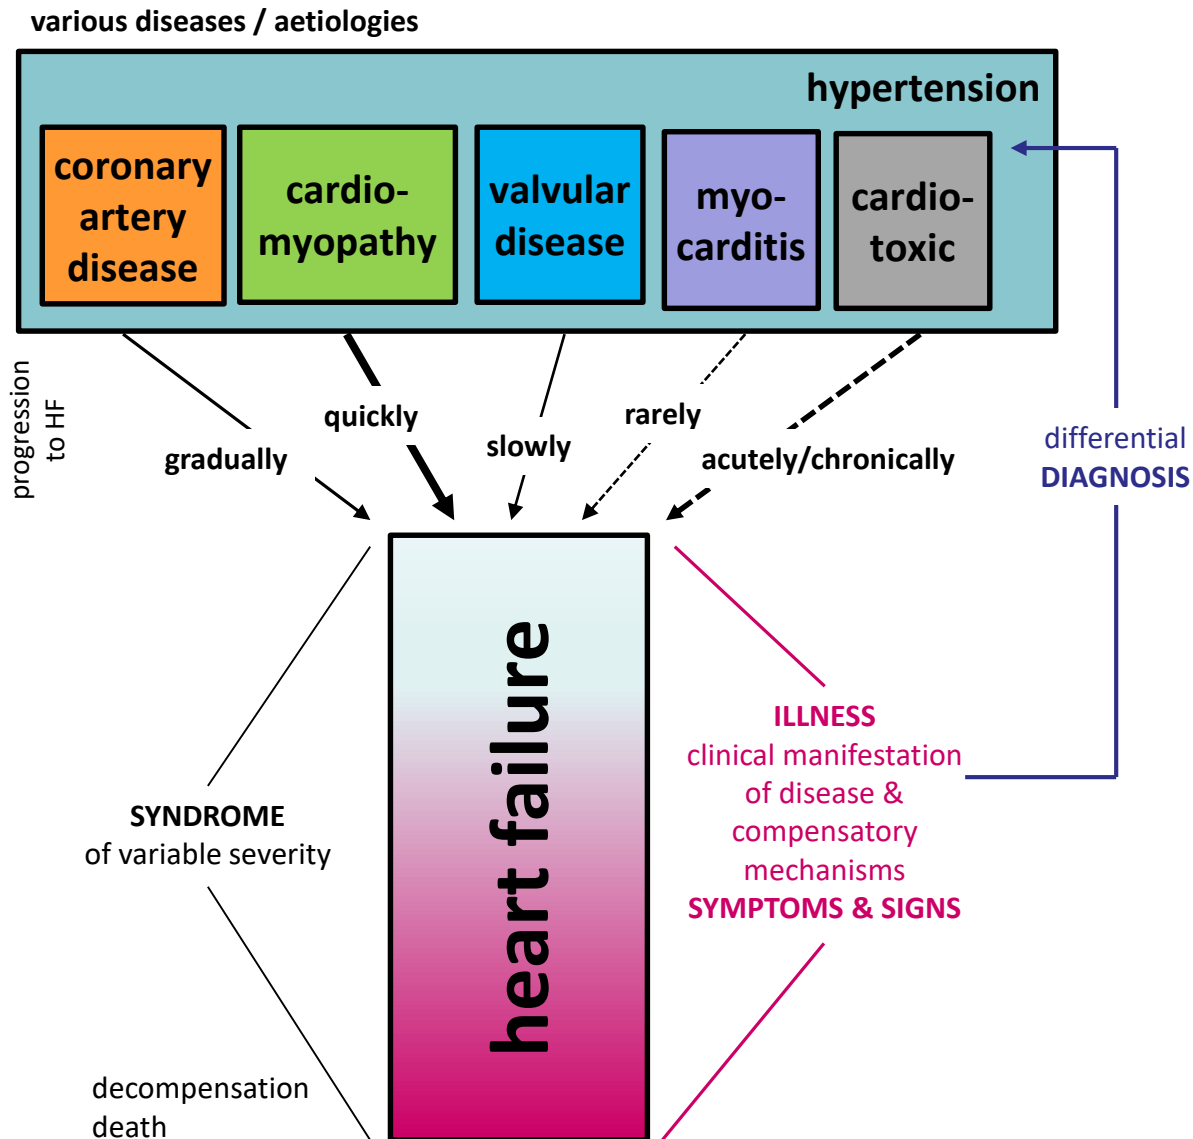 various diseases / aetiologies
hypertension
coronary
artery
disease
cardio-
myopathy
valvular
disease
myo-
carditis
cardio-
toxic
progression
to HF
gradually
quickly
slowly
rarely
acutely/chronically
differential
DIAGNOSIS
heart failure
SYNDROME
of variable severity
ILLNESS
clinical manifestation
of disease &
compensatory
mechanisms
SYMPTOMS & SIGNS
decompensation
death